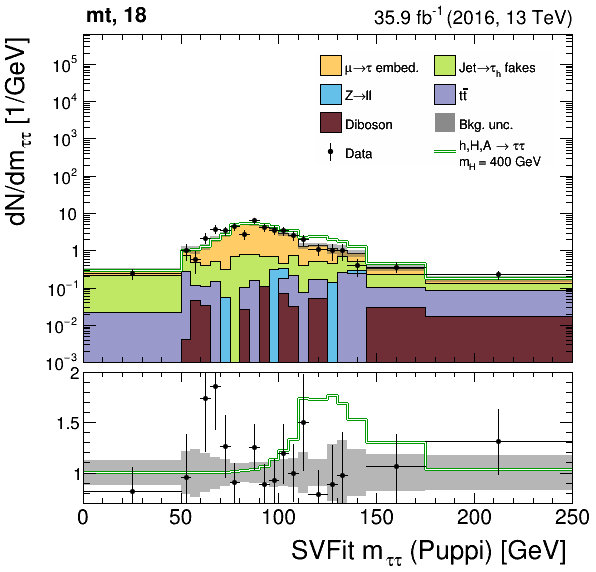 mt, 18
35.9 fb⁻¹ (2016, 13 TeV)
dN/dm_ττ [1/GeV]
μ→τ embed.
Jet→τ_h fakes
Z→ll
tt̄
Diboson
Bkg. unc.
Data
h,H,A → ττ
m_H = 400 GeV
10⁵
10⁴
10³
10²
10
1
10⁻¹
10⁻²
10⁻³
2
1.5
1
0 50 100 150 200 250
SVFit m_ττ (Puppi) [GeV]